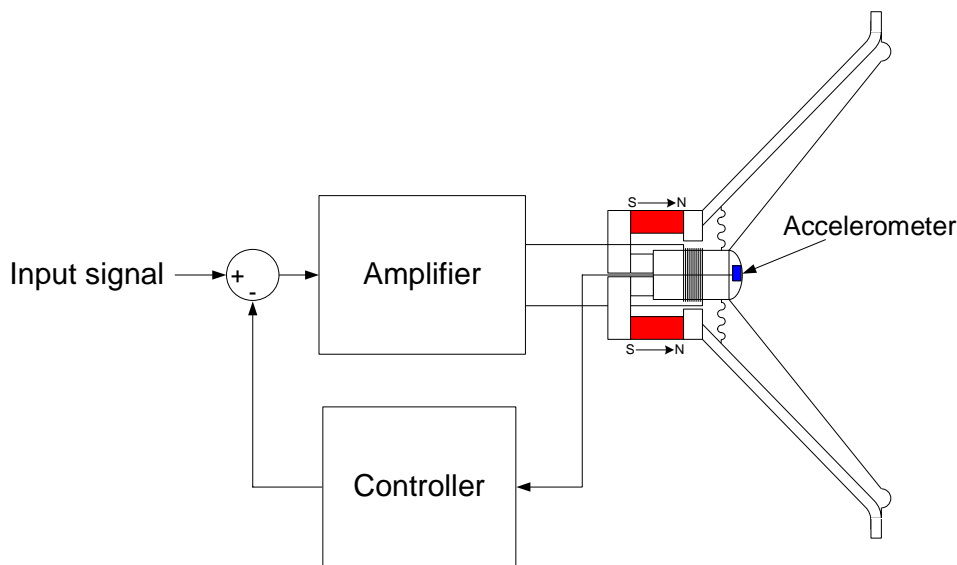 S N
Accelerometer
Input signal
+
-
Amplifier
S N
Controller